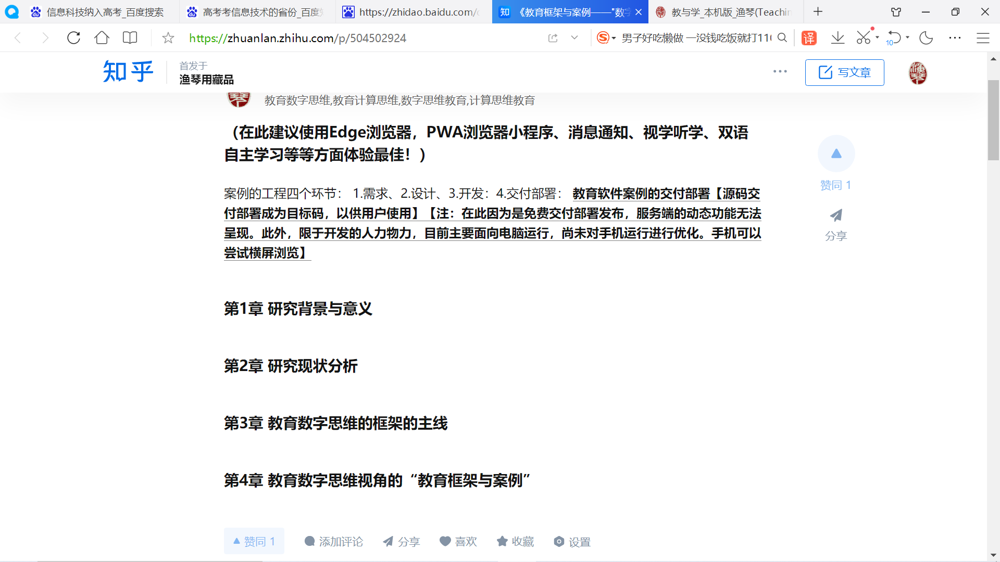 信息科技纳入高考_百度搜索
高考考信息技术的省份_百度
https://zhidao.baidu.com/
知 《教育框架与案例——"数字
教与学_本机版_渔琴(Teachin
https://zhuanlan.zhihu.com/p/504502924
男子好吃懒做 一没钱吃饭就打11
译
10
知乎
首发于
渔琴用藏品
写文章
教育数字思维,教育计算思维,数字思维教育,计算思维教育
（在此建议使用Edge浏览器，PWA浏览器小程序、消息通知、视学听学、双语
自主学习等等方面体验最佳！)
案例的工程四个环节： 1.需求、2.设计、3.开发：4.交付部署： 教育软件案例的交付部署【源码交
付部署成为目标码，以供用户使用】【注：在此因为是免费交付部署发布，服务端的动态功能无法
呈现。此外，限于开发的人力物力，目前主要面向电脑运行，尚未对手机运行进行优化。手机可以
尝试横屏浏览】
赞同 1
分享
第1章 研究背景与意义
第2章 研究现状分析
第3章 教育数字思维的框架的主线
第4章 教育数字思维视角的“教育框架与案例”
赞同 1
添加评论
分享
喜欢
收藏
设置